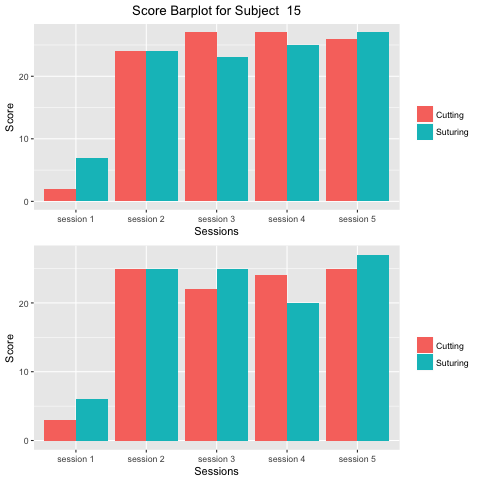 Score Barplot for Subject  15
Score
20
10
0
session 1 session 2 session 3 session 4 session 5
Sessions
Cutting
Suturing
Score
20
10
0
session 1 session 2 session 3 session 4 session 5
Sessions
Cutting
Suturing